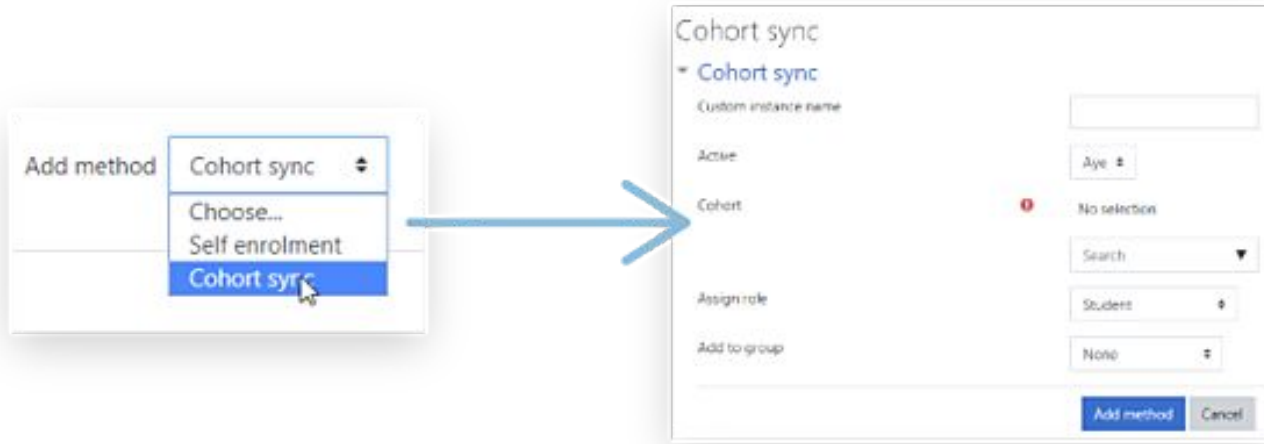 Add method Cohort sync
Choose...
Self enrolment
Cohort sync
Cohort sync
Cohort sync
Custom instance name
Active Aye
Cohort No selection
Search
Assign role Student
Add to group None
Add method Cancel